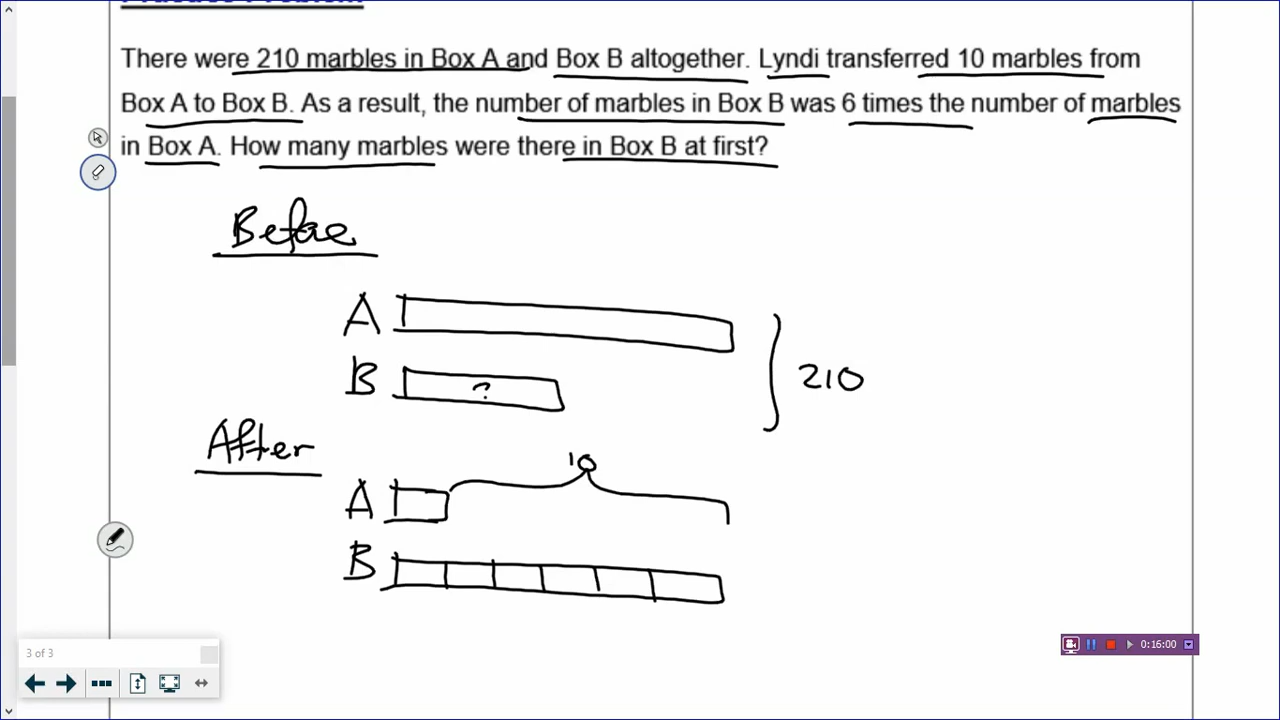 Practice Problem
There were 210 marbles in Box A and Box B altogether. Lyndi transferred 10 marbles from
Box A to Box B. As a result, the number of marbles in Box B was 6 times the number of marbles
in Box A. How many marbles were there in Box B at first?
Before
A
B ?
210
After
10
A
B
3 of 3
0:16:00